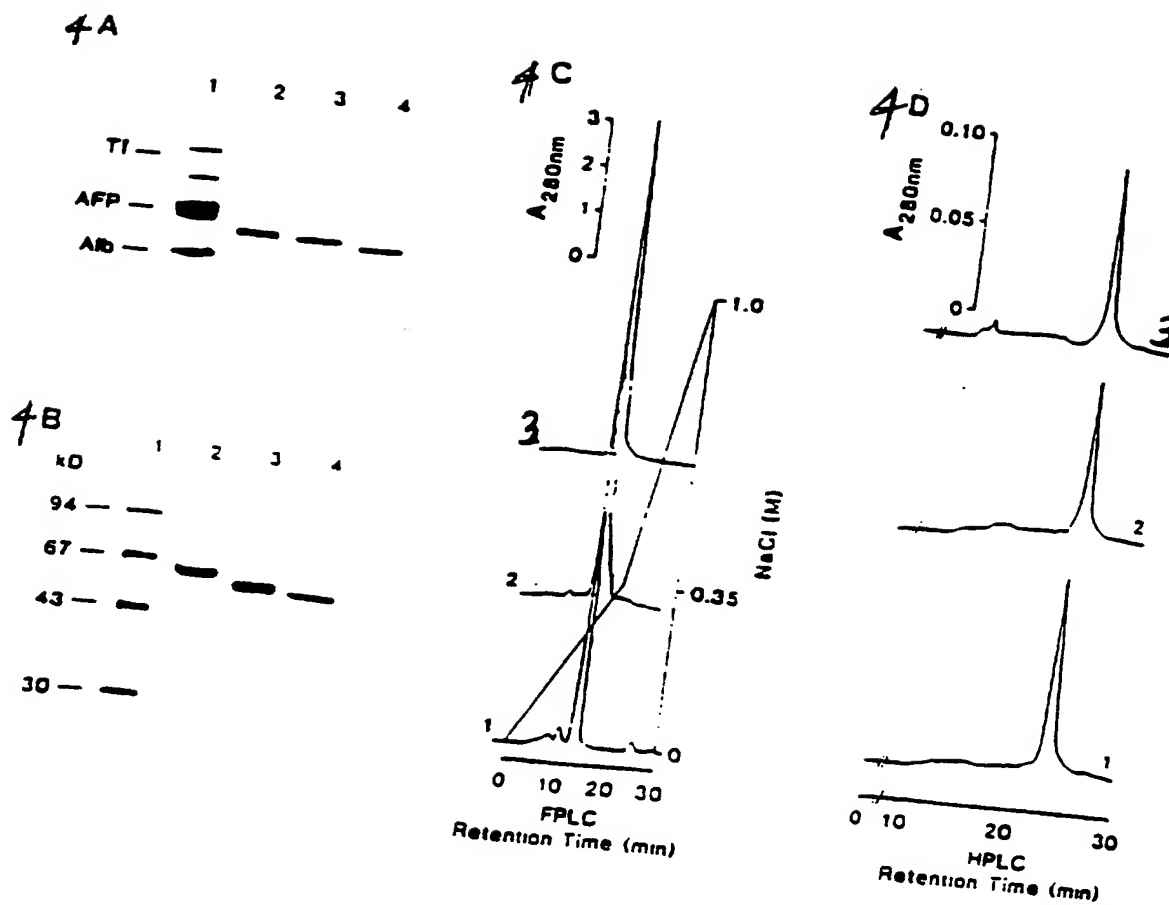 4A
1 2 3 4
Tf
AFP
Alb
4B
kD
1 2 3 4
94
67
43
30
4C
3
2
1
0
A280nm
1.0
3
NaCl (M)
2
0.35
1
0
0 10 20 30
FPLC
Retention Time (min)
4D
0.10
0.05
0
A280nm
3
2
1
0 10 20 30
HPLC
Retention Time (min)